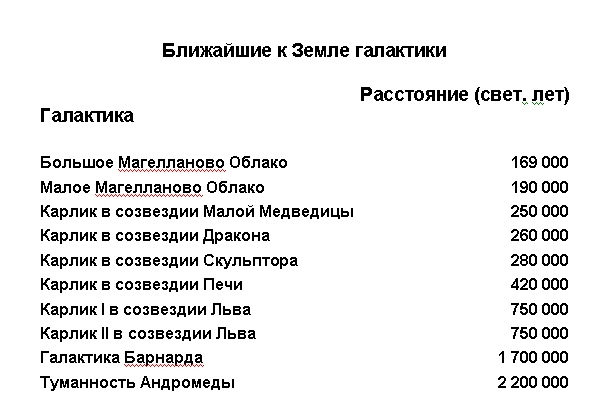 Ближайшие к Земле галактики
Расстояние (свет. лет)
Галактика
Большое Магелланово Облако 169 000
Малое Магелланово Облако 190 000
Карлик в созвездии Малой Медведицы 250 000
Карлик в созвездии Дракона 260 000
Карлик в созвездии Скульптора 280 000
Карлик в созвездии Печи 420 000
Карлик I в созвездии Льва 750 000
Карлик II в созвездии Льва 750 000
Галактика Барнарда 1 700 000
Туманность Андромеды 2 200 000